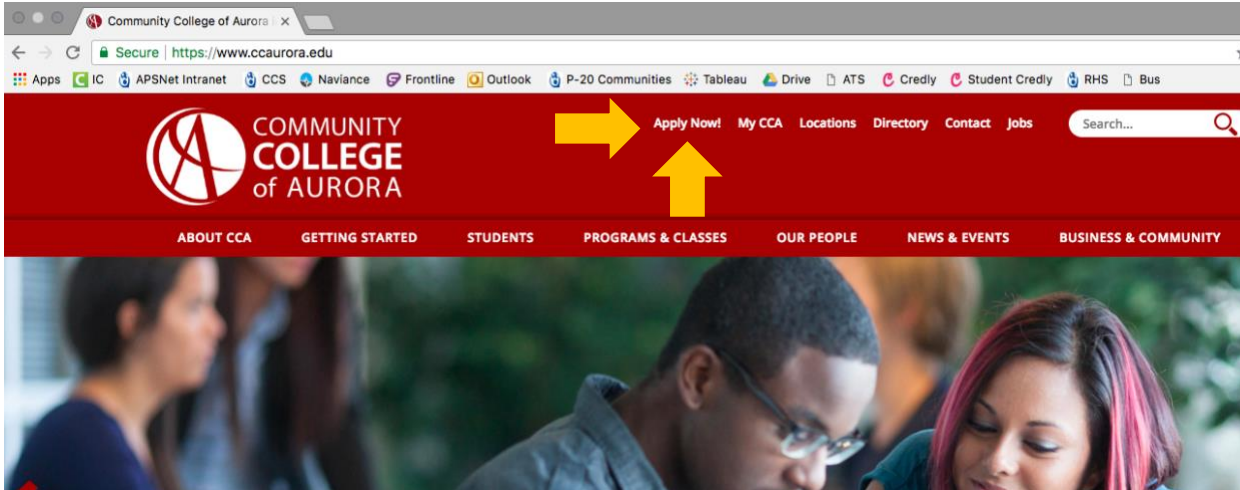 Community College of Aurora
Secure | https://www.ccaurora.edu
Apps IC APSNet Intranet CCS Naviance Frontline Outlook P-20 Communities Tableau Drive ATS Credly Student Credly RHS Bus
COMMUNITY
COLLEGE
of AURORA
Apply Now! My CCA Locations Directory Contact Jobs Search...
ABOUT CCA GETTING STARTED STUDENTS PROGRAMS & CLASSES OUR PEOPLE NEWS & EVENTS BUSINESS & COMMUNITY